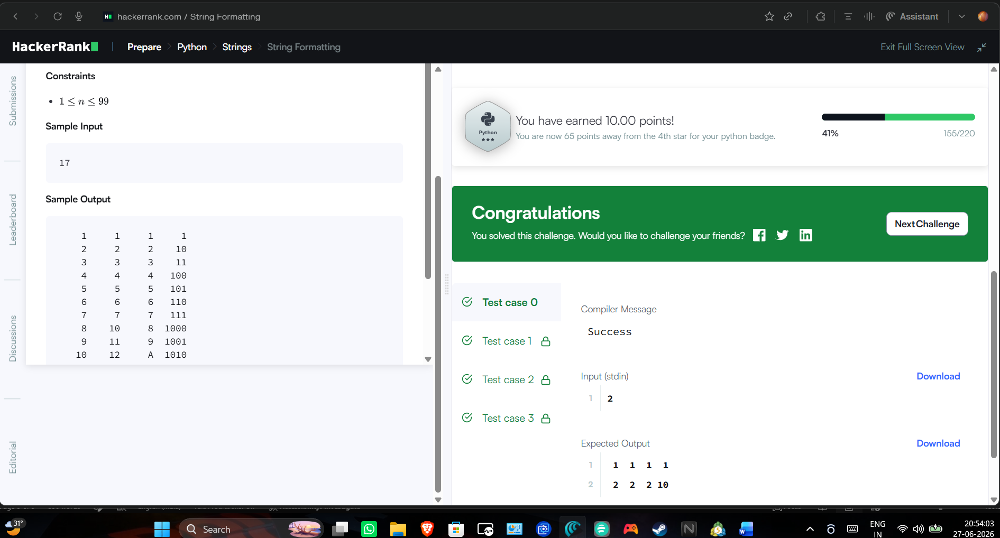 hackerrank.com / String Formatting
Assistant
HackerRank
Prepare
Python
Strings
String Formatting
Exit Full Screen View
Submissions
Leaderboard
Discussions
Editorial
Constraints
• 1 ≤ n ≤ 99
Sample Input
17
Sample Output
1 1 1 1
2 2 2 10
3 3 3 11
4 4 4 100
5 5 5 101
6 6 6 110
7 7 7 111
8 10 8 1000
9 11 9 1001
10 12 A 1010
Python
You have earned 10.00 points!
You are now 65 points away from the 4th star for your python badge.
41%
155/220
Congratulations
You solved this challenge. Would you like to challenge your friends?
Next Challenge
Test case 0
Test case 1
Test case 2
Test case 3
Compiler Message
Success
Input (stdin)
Download
1 2
Expected Output
Download
1 1 1 1 1
2 2 2 2 10
31°
Search
ENG
IN
20:54:03
27-06-2026